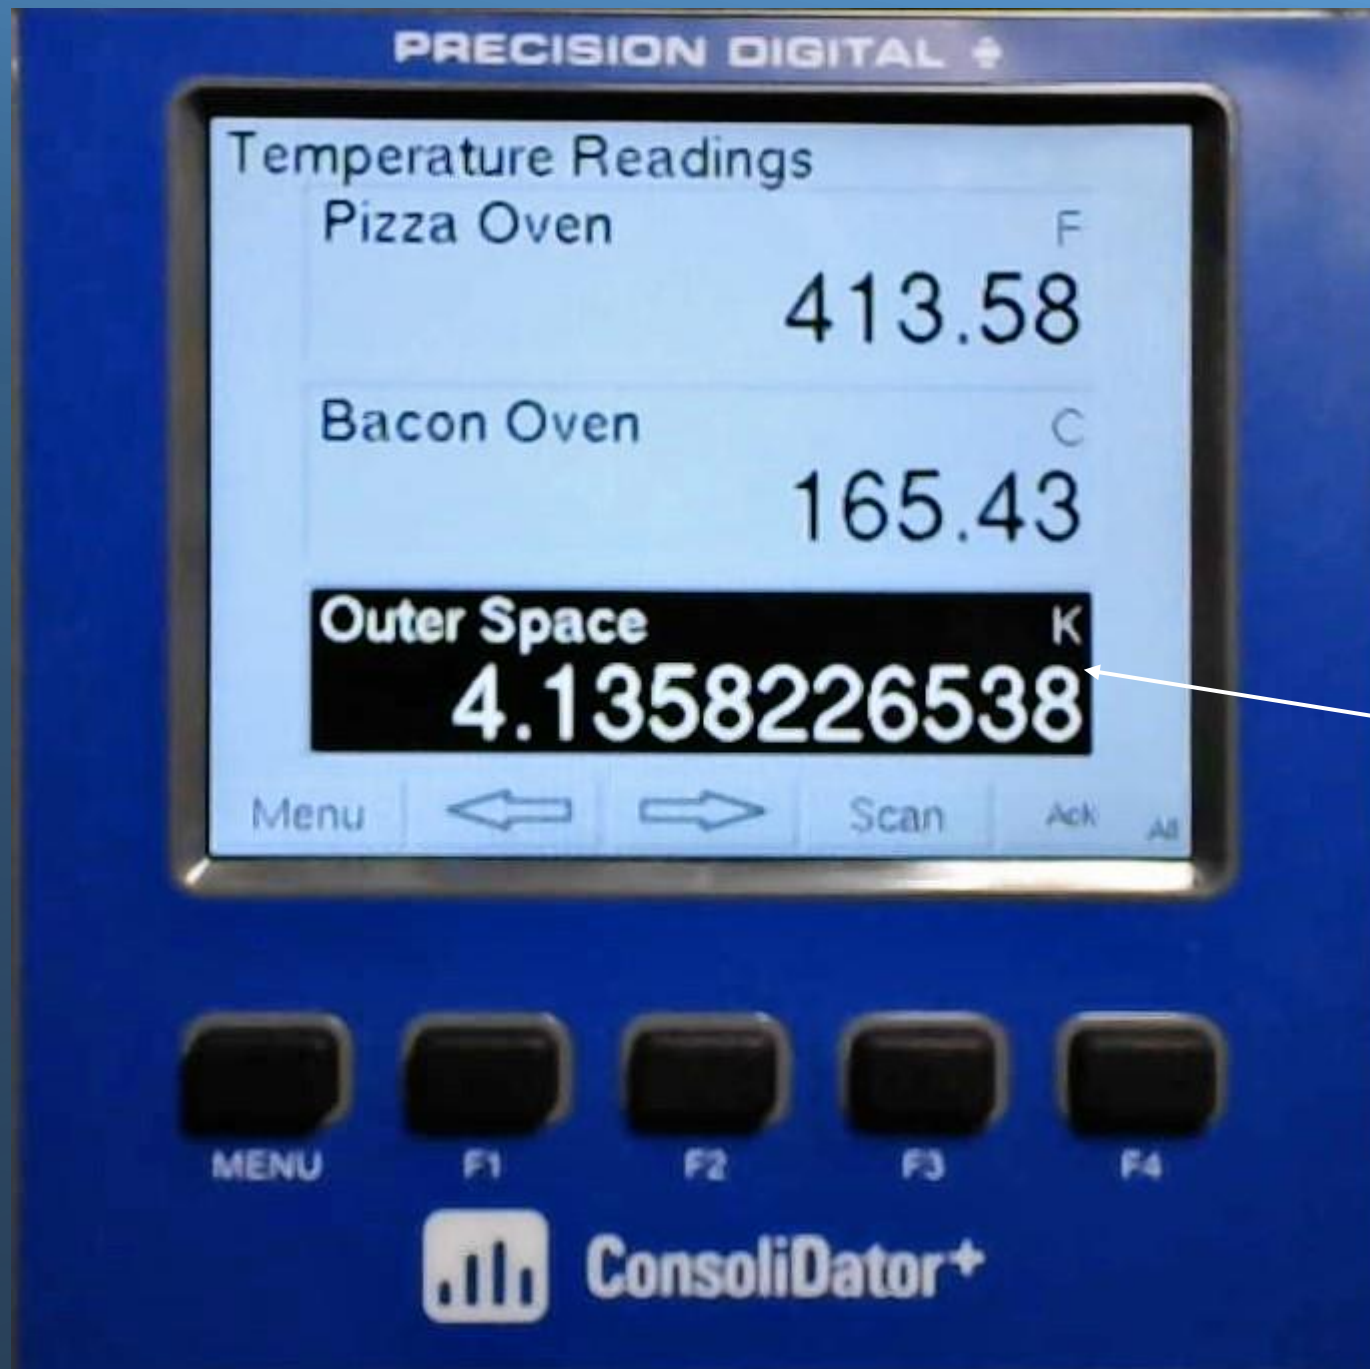 PRECISION DIGITAL
Temperature Readings
Pizza Oven F
413.58
Bacon Oven C
165.43
Outer Space K
4.1358226538
Menu Scan Ack All
MENU F1 F2 F3 F4
ConsoliDator+